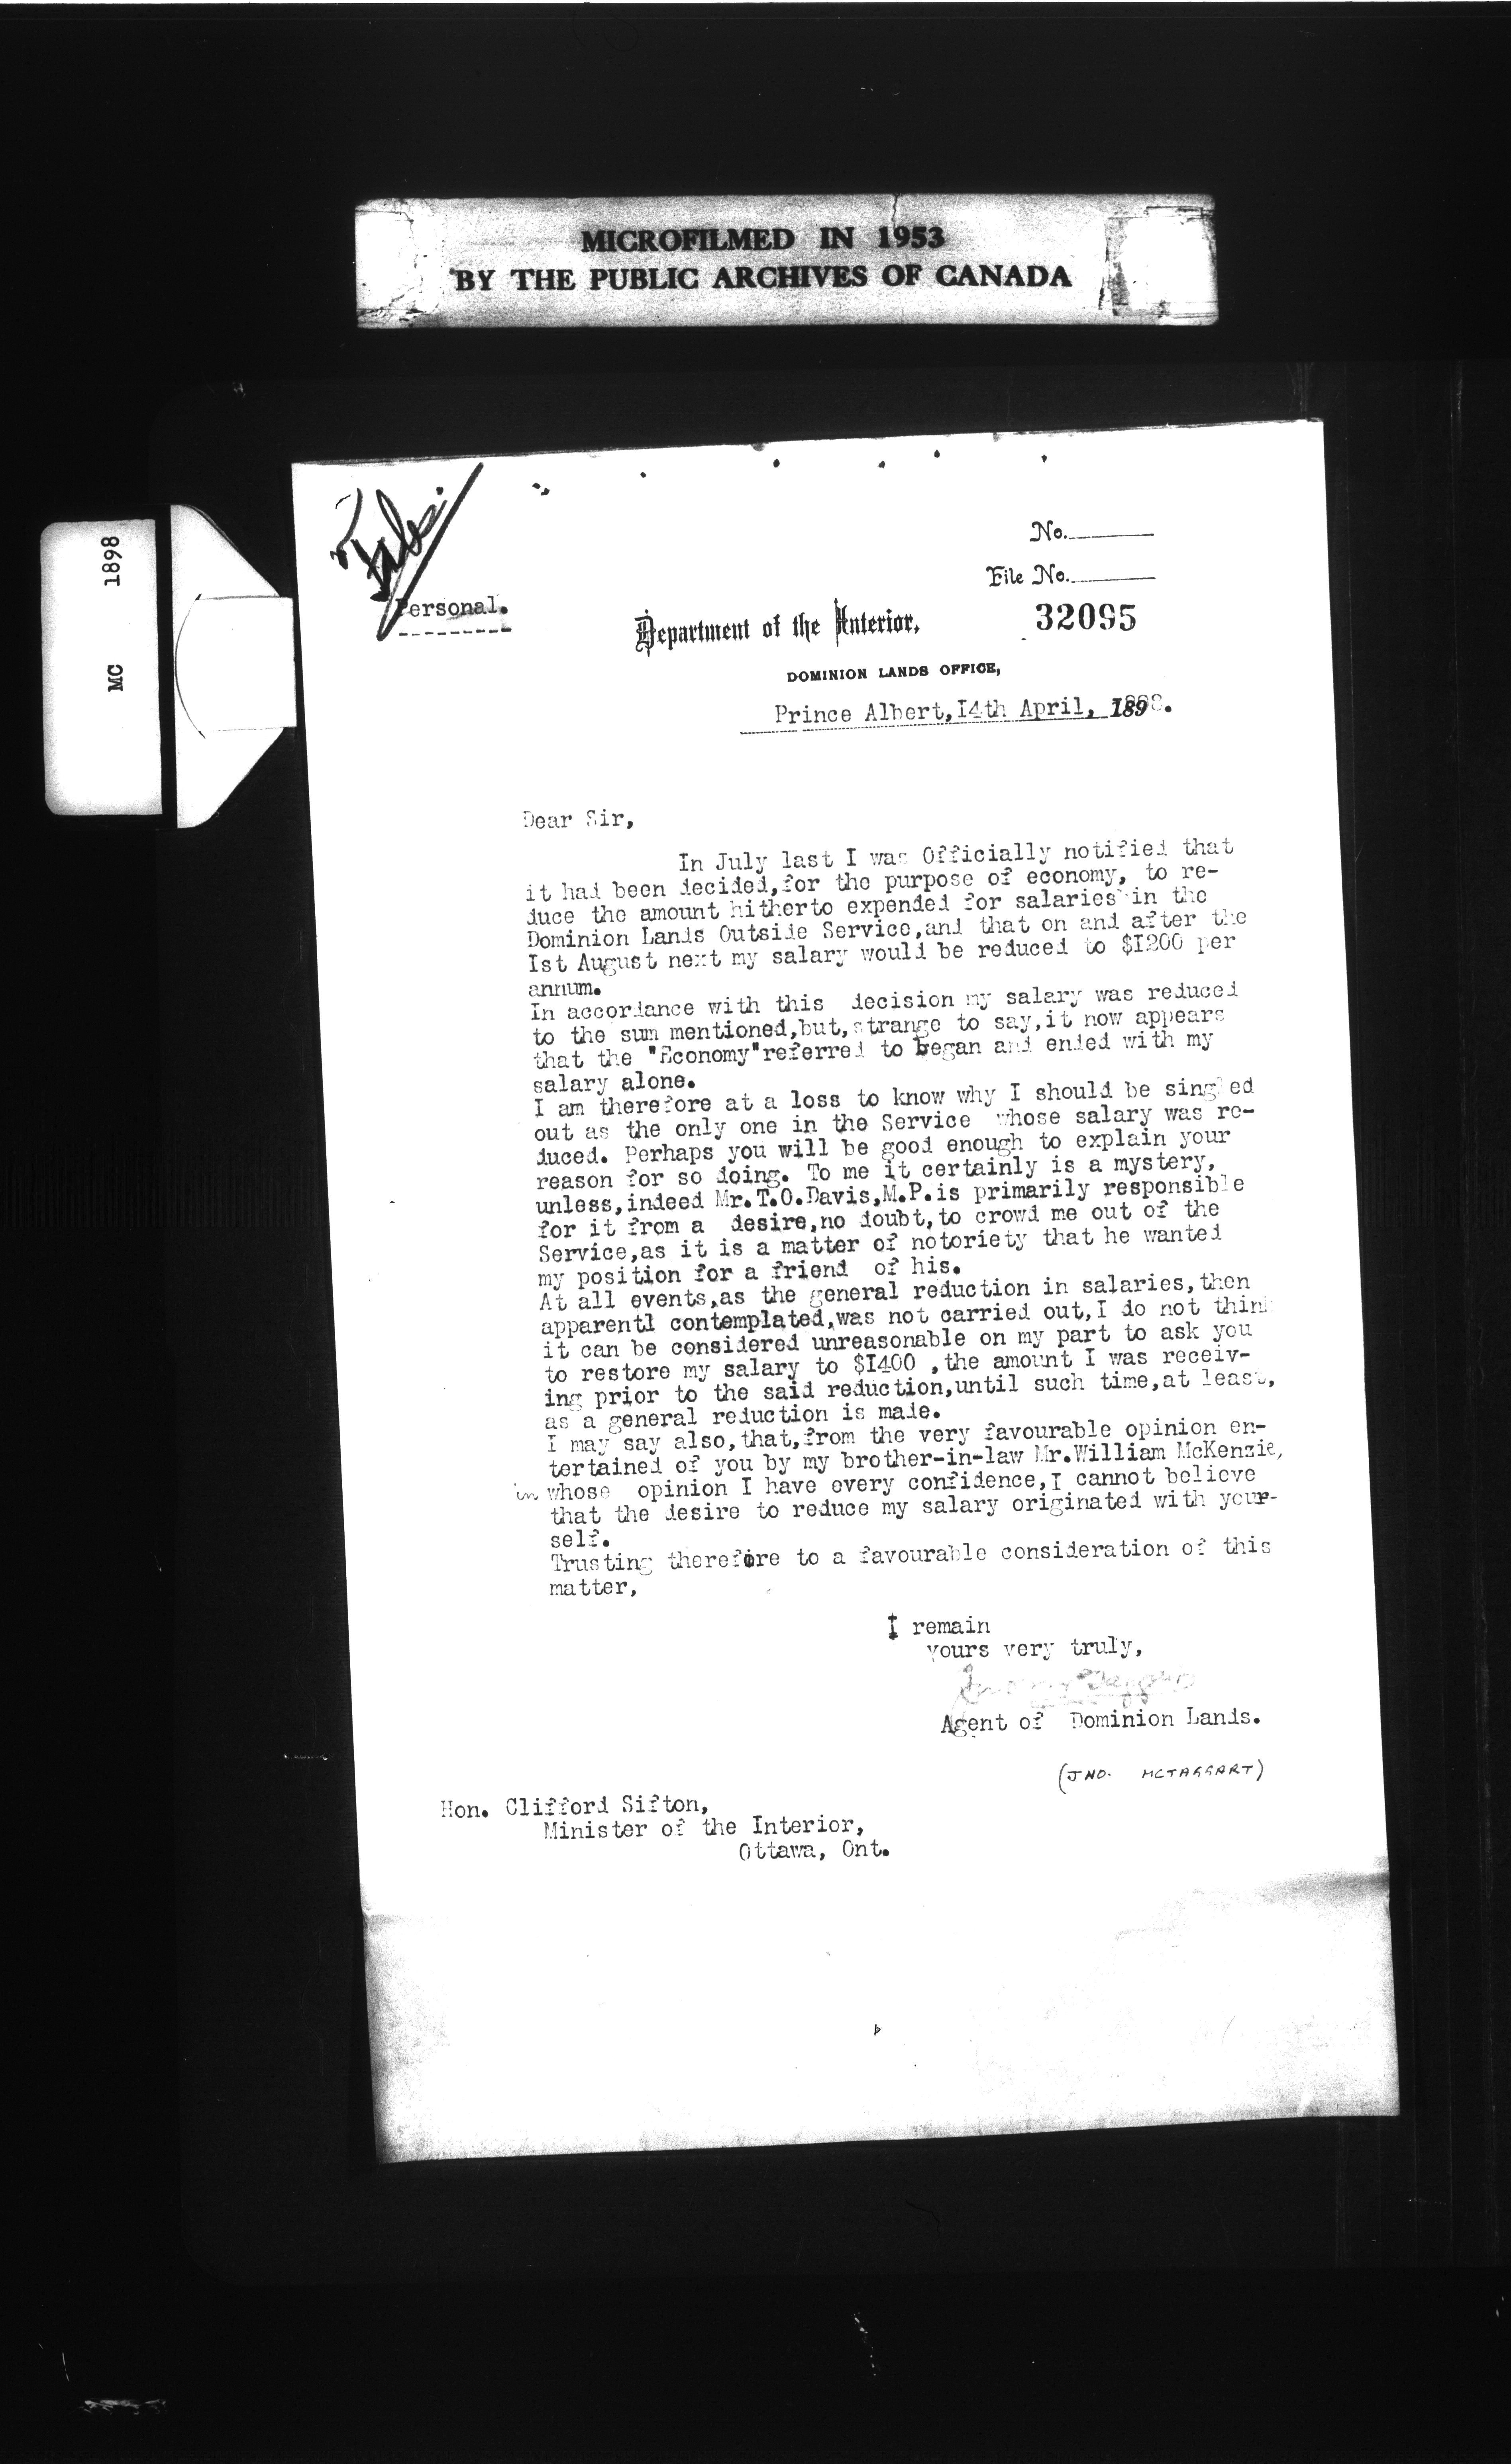 MICROFILMED IN 1953
BY THE PUBLIC ARCHIVES OF CANADA
MC 1898
File.
No.
File No.
Personal.
32095
Department of the Interior,
DOMINION LANDS OFFICE,
Prince Albert,I4th April, 1898.
Dear Sir,
In July last I was Officially notified that
it had been decided,for the purpose of economy, to re-
duce the amount hitherto expended for salaries in the
Dominion Lands Outside Service,and that on and after the
Ist August next my salary would be reduced to $I200 per
annum.
In accordance with this decision my salary was reduced
to the sum mentioned,but,strange to say,it now appears
that the "Economy"referred to began and ended with my
salary alone.
I am therefore at a loss to know why I should be singled
out as the only one in the Service whose salary was re-
duced. Perhaps you will be good enough to explain your
reason for so doing. To me it certainly is a mystery,
unless,indeed Mr.T.O.Davis,M.P.is primarily responsible
for it from a desire,no doubt,to crowd me out of the
Service,as it is a matter of notoriety that he wanted
my position for a friend of his.
At all events,as the general reduction in salaries,then
apparentl contemplated,was not carried out,I do not think
it can be considered unreasonable on my part to ask you
to restore my salary to $I400 ,the amount I was receiv-
ing prior to the said reduction,until such time,at least,
as a general reduction is made.
I may say also,that,from the very favourable opinion en-
tertained of you by my brother-in-law Mr.William McKenzie,
in whose opinion I have every confidence,I cannot believe
that the desire to reduce my salary originated with your-
self.
Trusting therefore to a favourable consideration of this
matter,
I remain
yours very truly,
Agent of Dominion Lands.
(JNO. MCTAGGART)
Hon. Clifford Sifton,
Minister of the Interior,
Ottawa, Ont.